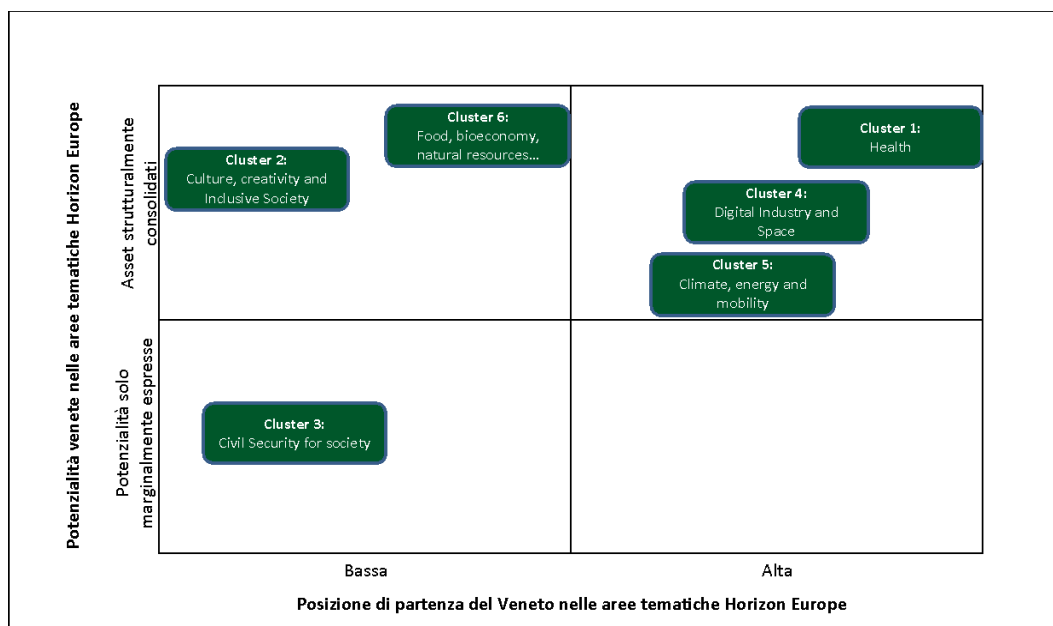 Potenzialità venete nelle aree tematiche Horizon Europe
Asset strutturalmente
consolidati
Potenzialità solo
marginalmente espresse
Cluster 6:
Food, bioeconomy,
natural resources...
Cluster 1:
Health
Cluster 2:
Culture, creativity and
Inclusive Society
Cluster 4:
Digital Industry and
Space
Cluster 5:
Climate, energy and
mobility
Cluster 3:
Civil Security for society
Bassa
Alta
Posizione di partenza del Veneto nelle aree tematiche Horizon Europe